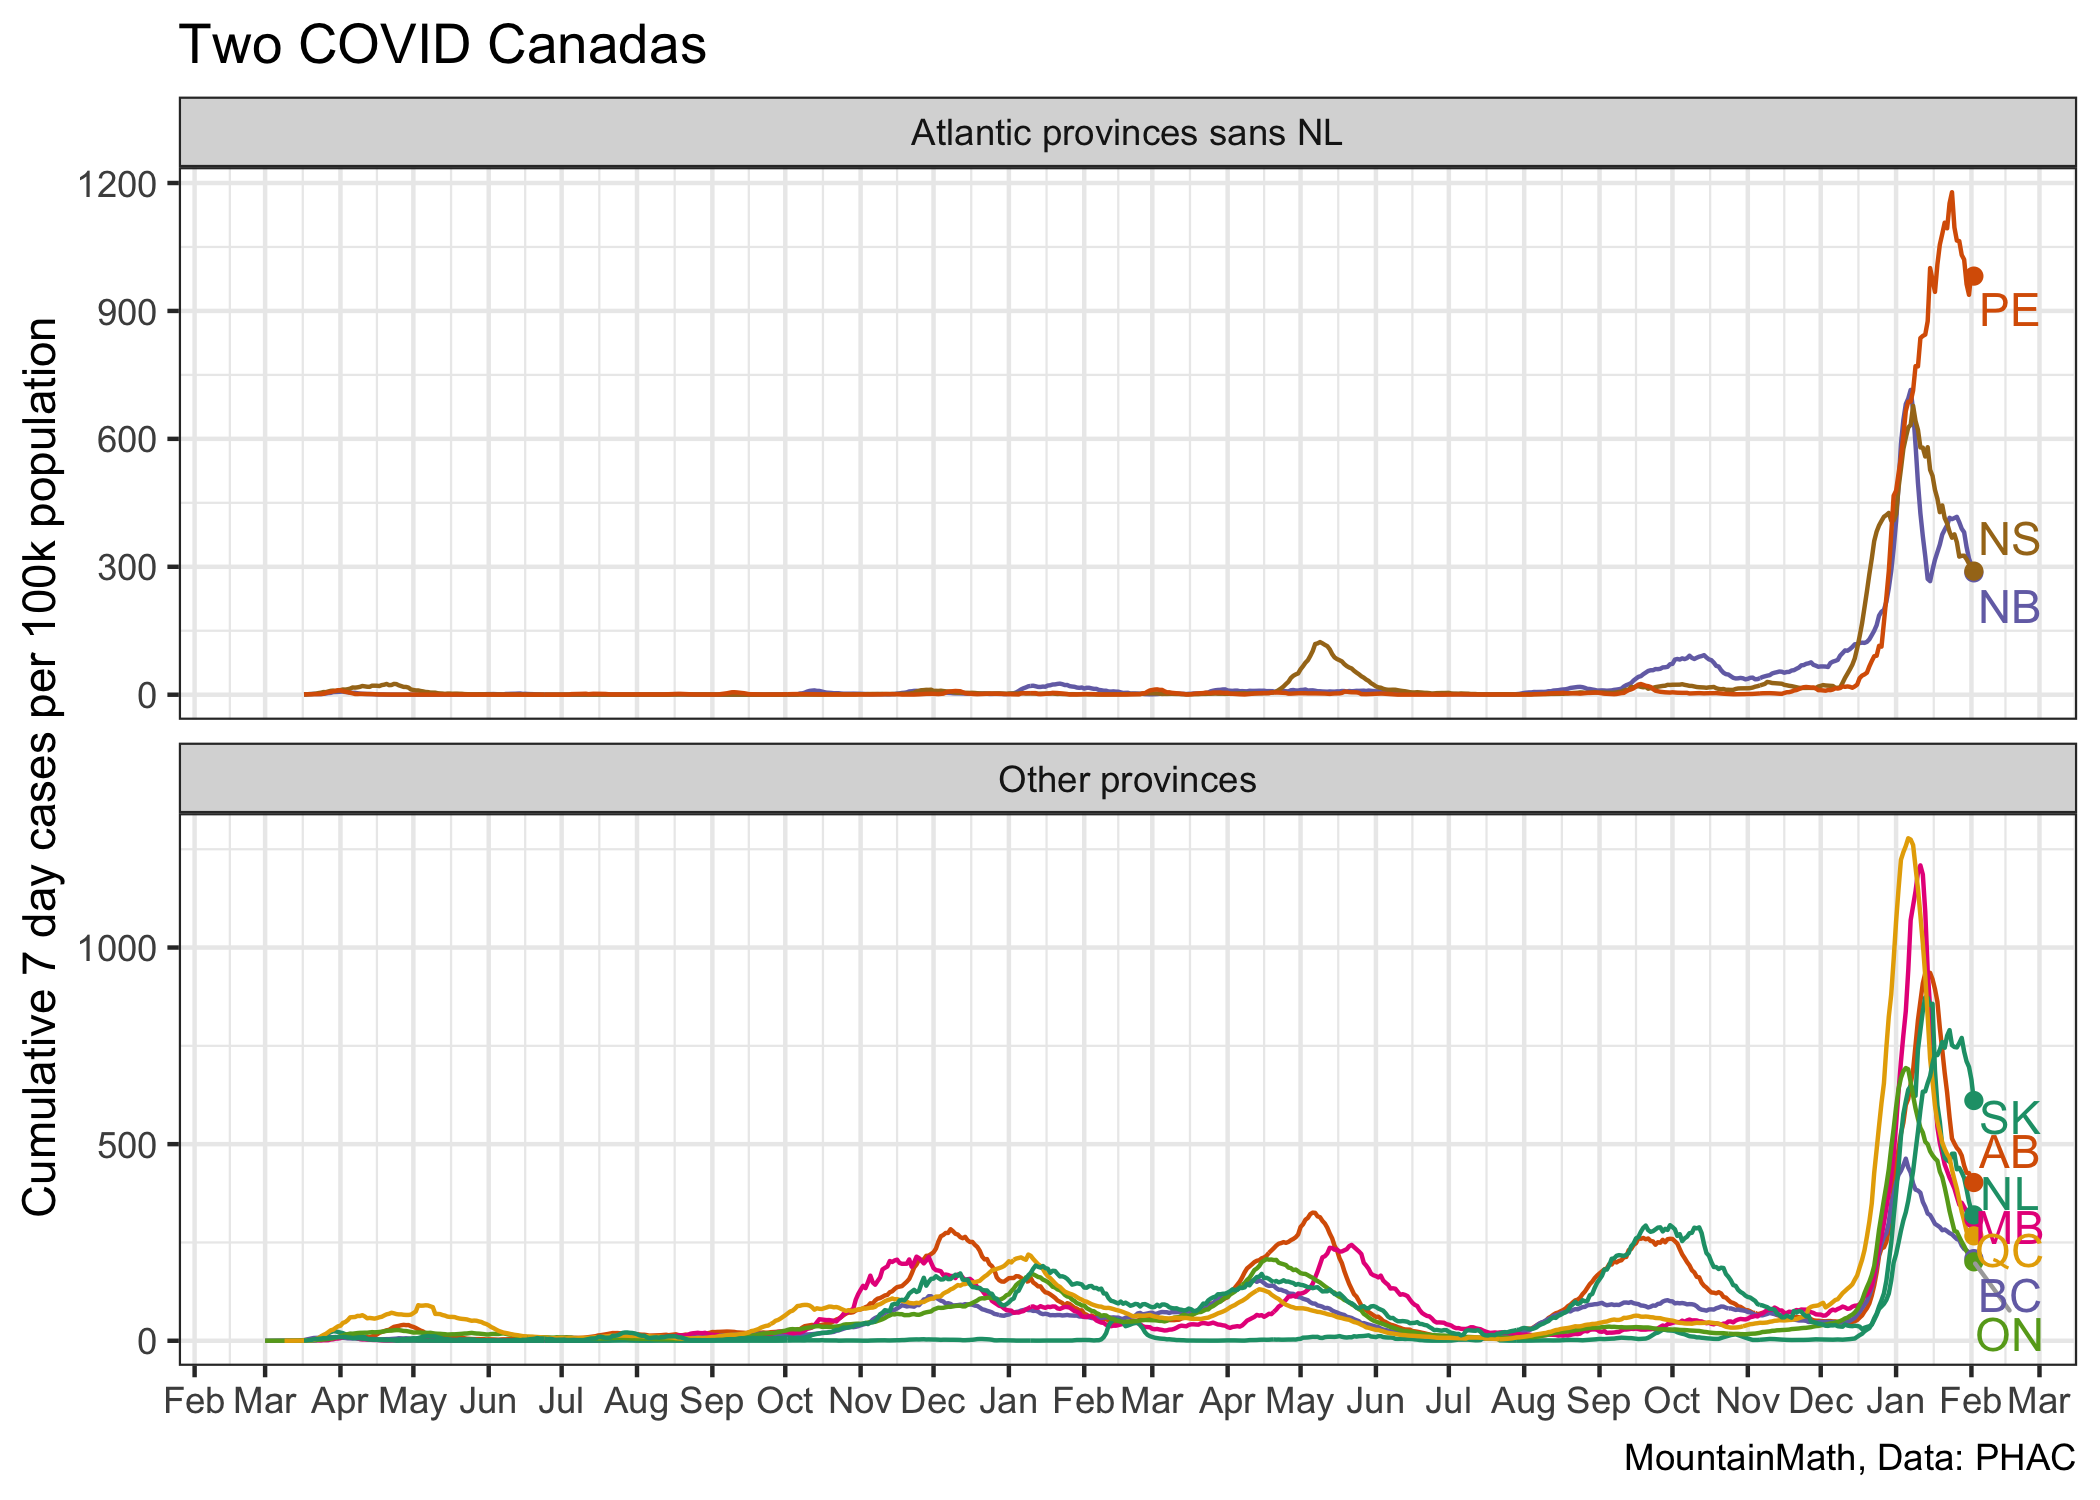 Two COVID Canadas
Atlantic provinces sans NL
Cumulative 7 day cases per 100k population
1200
900
600
300
0
PE
NS
NB
Other provinces
1000
500
0
SK
AB
NL
MB
QC
BC
ON
Feb Mar Apr May Jun Jul Aug Sep Oct Nov Dec Jan Feb Mar Apr May Jun Jul Aug Sep Oct Nov Dec Jan Feb Mar
MountainMath, Data: PHAC